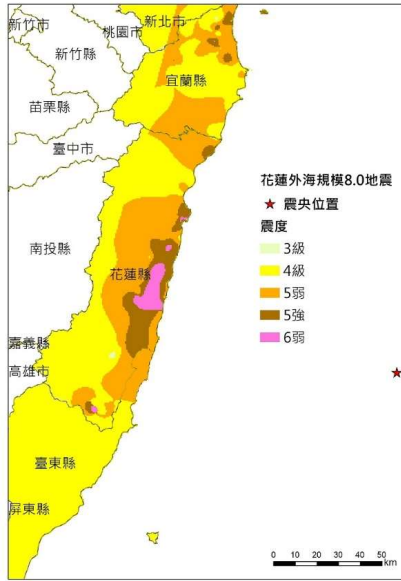 新北市
新竹市
桃園市
新竹縣
宜蘭縣
苗栗縣
臺中市
花蓮外海規模8.0地震
震央位置
震度
南投縣
3級
4級
花蓮縣
5弱
5強
6弱
嘉義縣
高雄市
臺東縣
屏東縣
0 10 20 30 40 50
km